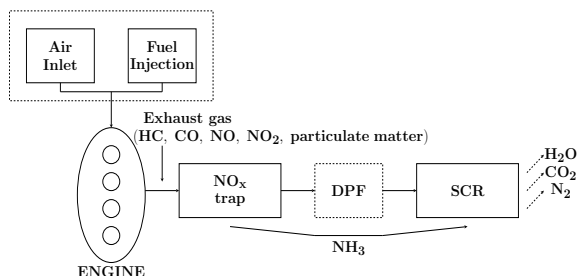 Air
Inlet
Fuel
Injection
Exhaust gas
(HC, CO, NO, NO₂, particulate matter)
NOₓ
trap
DPF
SCR
H₂O
CO₂
N₂
NH₃
ENGINE